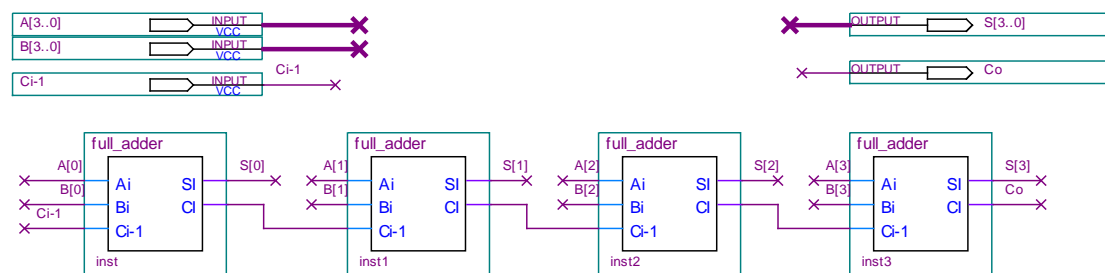 A[3..0] INPUT VCC
B[3..0] INPUT VCC
Ci-1 INPUT VCC Ci-1
OUTPUT S[3..0]
OUTPUT Co
full_adder
A[0] Ai SI S[0]
B[0] Bi CI
Ci-1 Ci-1
inst
full_adder
A[1] Ai SI S[1]
B[1] Bi CI
Ci-1
inst1
full_adder
A[2] Ai SI S[2]
B[2] Bi CI
Ci-1
inst2
full_adder
A[3] Ai SI S[3]
B[3] Bi CI Co
Ci-1
inst3